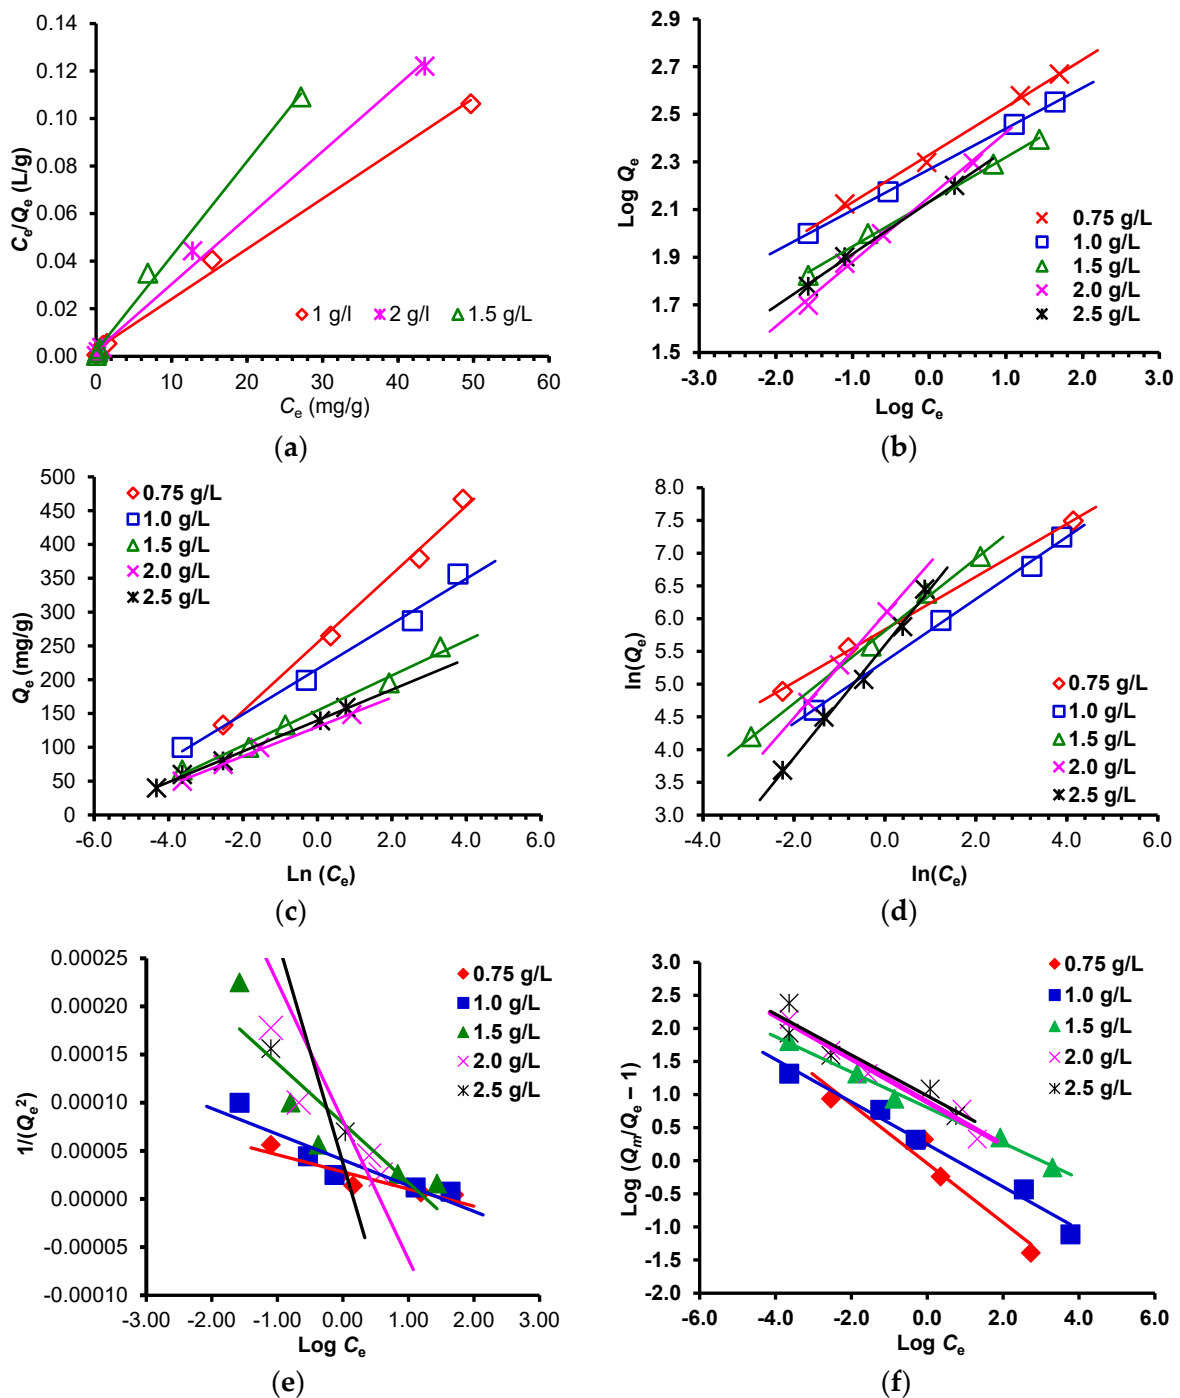 0.14
0.12
0.10
0.08
0.06
0.04
0.02
0.00
Cₑ/Qₑ (L/g)
1 g/l 2 g/l 1.5 g/L
0 10 20 30 40 50 60
Cₑ (mg/g)
(a)
2.9
2.7
2.5
2.3
2.1
1.9
1.7
1.5
Log Qₑ
0.75 g/L
1.0 g/L
1.5 g/L
2.0 g/L
2.5 g/L
-3.0 -2.0 -1.0 0.0 1.0 2.0 3.0
Log Cₑ
(b)
500
450
400
350
300
250
200
150
100
50
0
Qₑ (mg/g)
0.75 g/L
1.0 g/L
1.5 g/L
2.0 g/L
2.5 g/L
-6.0 -4.0 -2.0 0.0 2.0 4.0 6.0
Ln (Cₑ)
(c)
8.0
7.5
7.0
6.5
6.0
5.5
5.0
4.5
4.0
3.5
3.0
ln(Qₑ)
0.75 g/L
1.0 g/L
1.5 g/L
2.0 g/L
2.5 g/L
-4.0 -2.0 0.0 2.0 4.0 6.0
ln(Cₑ)
(d)
0.00025
0.00020
0.00015
0.00010
0.00005
0.00000
-0.00005
-0.00010
1/(Qₑ²)
0.75 g/L
1.0 g/L
1.5 g/L
2.0 g/L
2.5 g/L
-3.00 -2.00 -1.00 0.00 1.00 2.00 3.00
Log Cₑ
(e)
3.0
2.5
2.0
1.5
1.0
0.5
0.0
-0.5
-1.0
-1.5
-2.0
Log (Qₘ/Qₑ – 1)
0.75 g/L
1.0 g/L
1.5 g/L
2.0 g/L
2.5 g/L
-6.0 -4.0 -2.0 0.0 2.0 4.0 6.0
Log Cₑ
(f)